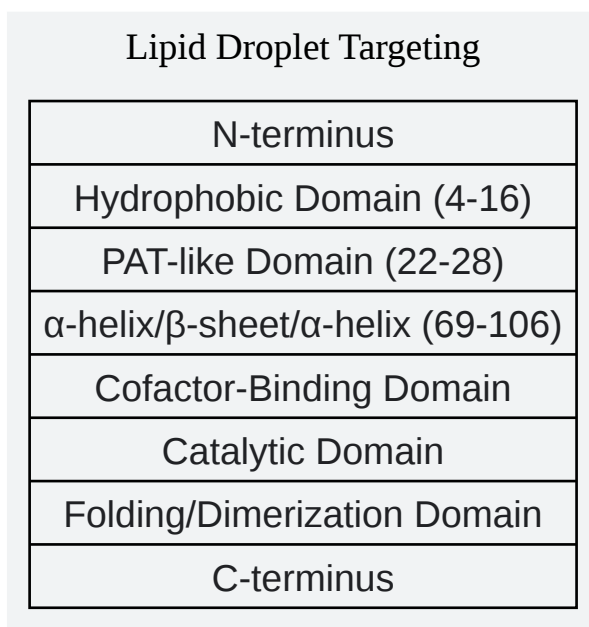 Lipid Droplet Targeting
N-terminus
Hydrophobic Domain (4-16)
PAT-like Domain (22-28)
α-helix/β-sheet/α-helix (69-106)
Cofactor-Binding Domain
Catalytic Domain
Folding/Dimerization Domain
C-terminus